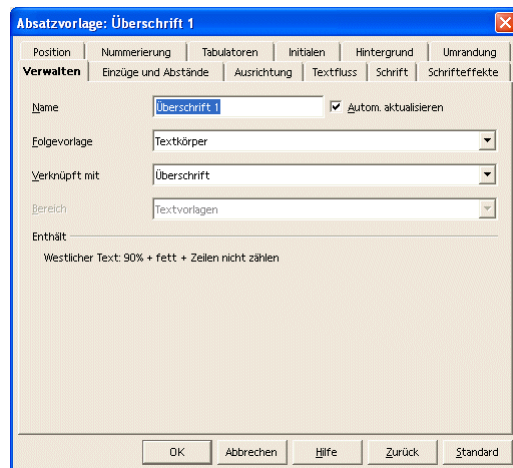 Absatzvorlage: Überschrift 1
Position Nummerierung Tabulatoren Initialen Hintergrund Umrandung
Verwalten Einzüge und Abstände Ausrichtung Textfluss Schrift Schrifteffekte
Name Überschrift 1 Autom. aktualisieren
Folgevorlage Textkörper
Verknüpft mit Überschrift
Bereich Textvorlagen
Enthält
Westlicher Text: 90% + fett + Zeilen nicht zählen
OK Abbrechen Hilfe Zurück Standard